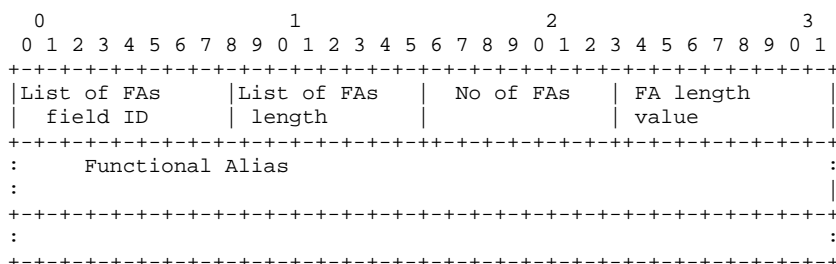 0 1 2 3
0 1 2 3 4 5 6 7 8 9 0 1 2 3 4 5 6 7 8 9 0 1 2 3 4 5 6 7 8 9 0 1
+-+-+-+-+-+-+-+-+-+-+-+-+-+-+-+-+-+-+-+-+-+-+-+-++-+-+-+-+-+-+-+
|List of FAs |List of FAs | No of FAs | FA length |
| field ID | length | | value |
+-+-+-+-+-+-+-+-+-+-+-+-+-+-+-+-++-+-+-+-+-+-+-++-+-+-+-+-+-+-+-+
: Functional Alias :
: |
+-+-+-+-+-+-+-+-+-+-+-+-+-+-+-+-+-+-+-+-+-+-+-+-++-+-+-+-+-+-+-+
: :
+-+-+-+-+-+-+-+-+-+-+-+-+-+-+-+-+-+-+-+-+-+-+-+-++-+-+-+-+-+-+-+